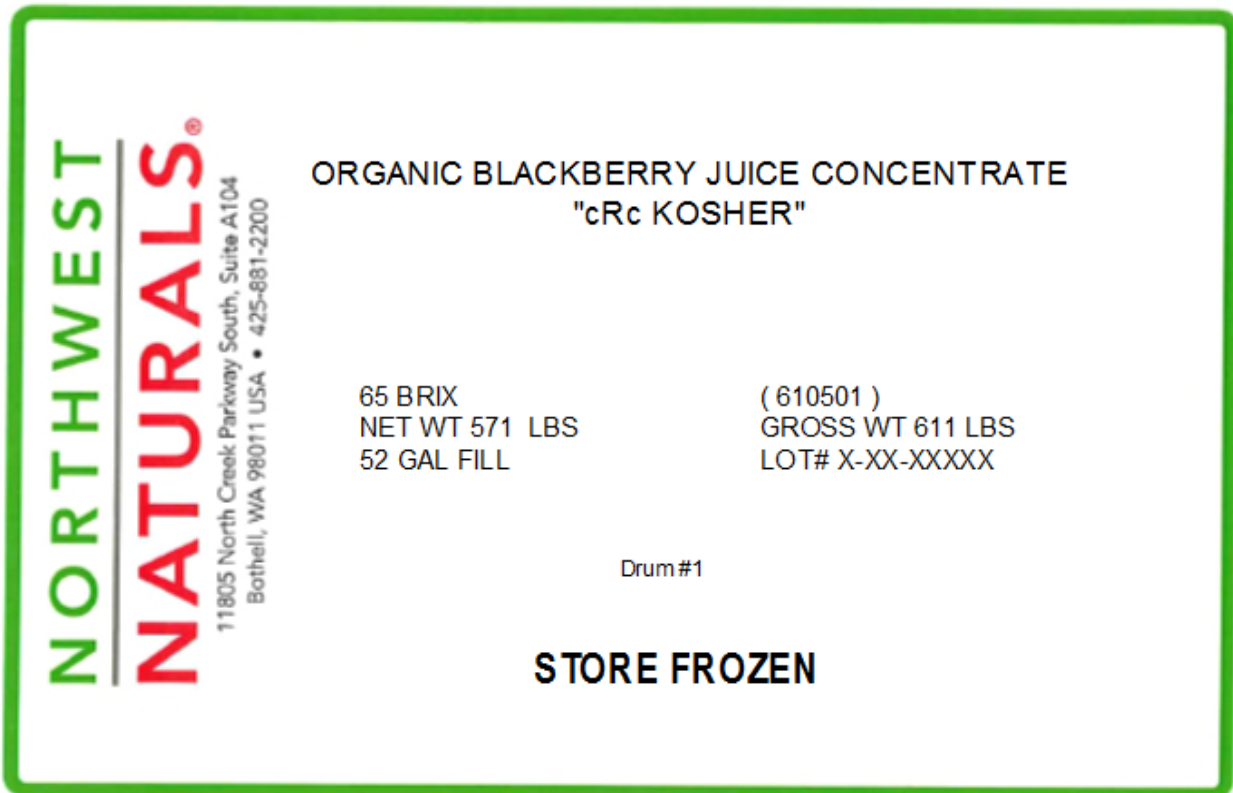 NORTHWEST
NATURALS®
11805 North Creek Parkway South, Suite A104
Bothell, WA 98011 USA • 425-881-2200
ORGANIC BLACKBERRY JUICE CONCENTRATE
"cRc KOSHER"
65 BRIX
NET WT 571 LBS
52 GAL FILL
( 610501 )
GROSS WT 611 LBS
LOT# X-XX-XXXXX
Drum #1
STORE FROZEN